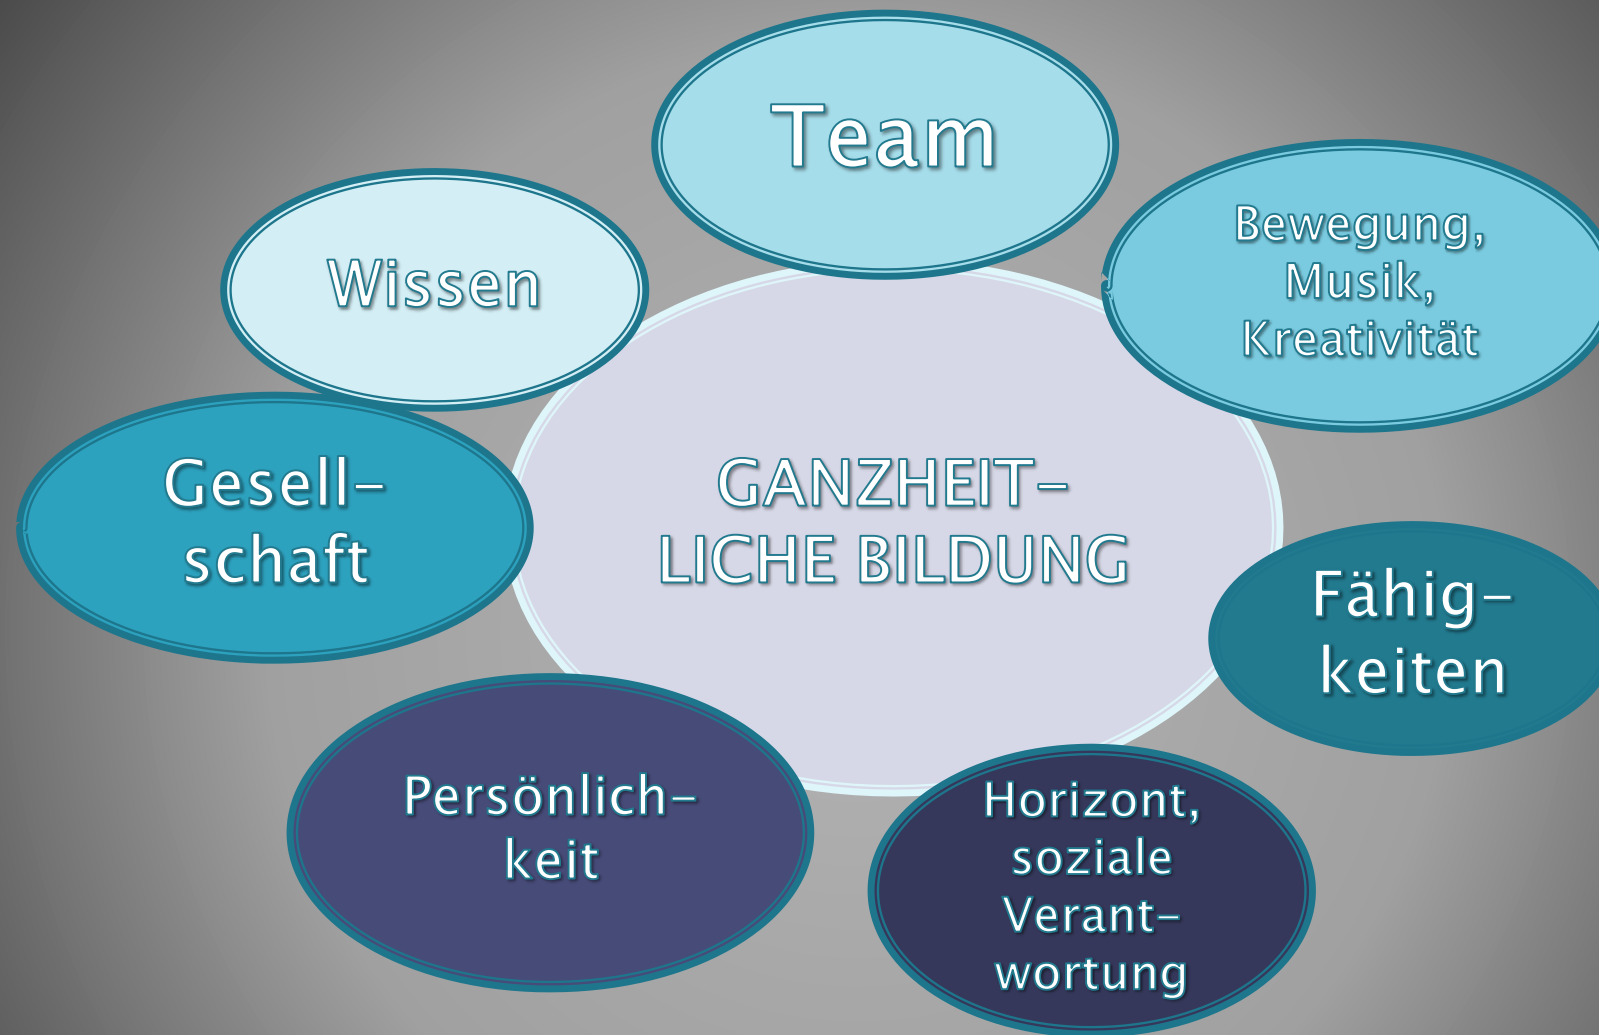 Team
Wissen
Bewegung,
Musik,
Kreativität
Gesell-
schaft
GANZHEIT-
LICHE BILDUNG
Fähig-
keiten
Persönlich-
keit
Horizont,
soziale
Verant-
wortung